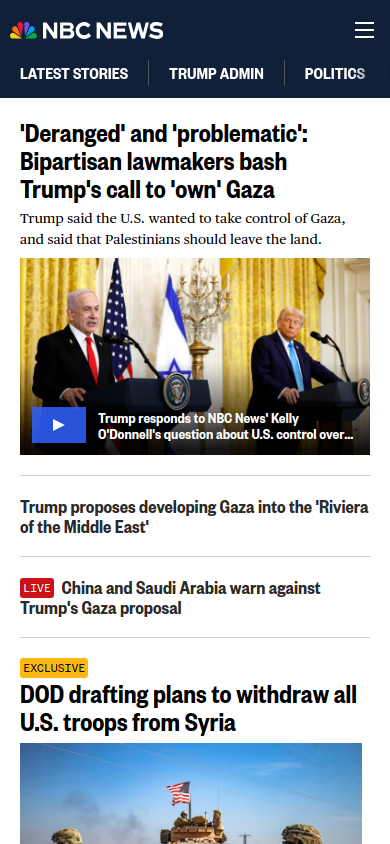 NBC NEWS
LATEST STORIES TRUMP ADMIN POLITICS
'Deranged' and 'problematic':
Bipartisan lawmakers bash
Trump's call to 'own' Gaza
Trump said the U.S. wanted to take control of Gaza,
and said that Palestinians should leave the land.
Trump responds to NBC News' Kelly
O'Donnell's question about U.S. control over...
Trump proposes developing Gaza into the 'Riviera
of the Middle East'
LIVE China and Saudi Arabia warn against
Trump's Gaza proposal
EXCLUSIVE
DOD drafting plans to withdraw all
U.S. troops from Syria